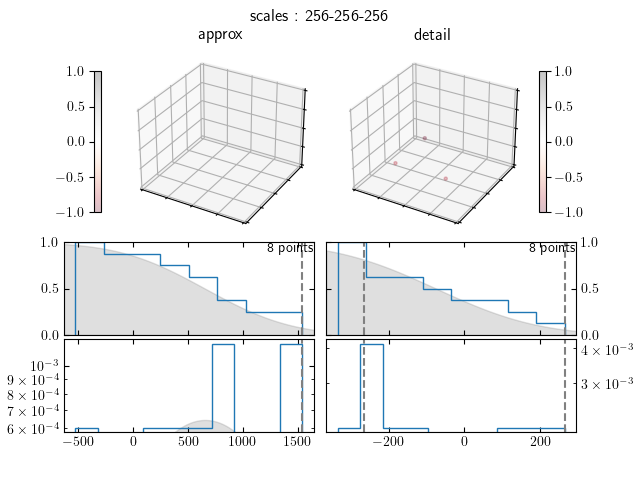 scales : 256-256-256
approx
detail
1.0
0.5
0.0
−0.5
−1.0
1.0
0.5
0.0
−0.5
−1.0
1.0
0.5
0.0
8 points
8 points
1.0
0.5
0.0
10⁻³
9 × 10⁻⁴
8 × 10⁻⁴
7 × 10⁻⁴
6 × 10⁻⁴
4 × 10⁻³
3 × 10⁻³
−500 0 500 1000 1500
−200 0 200